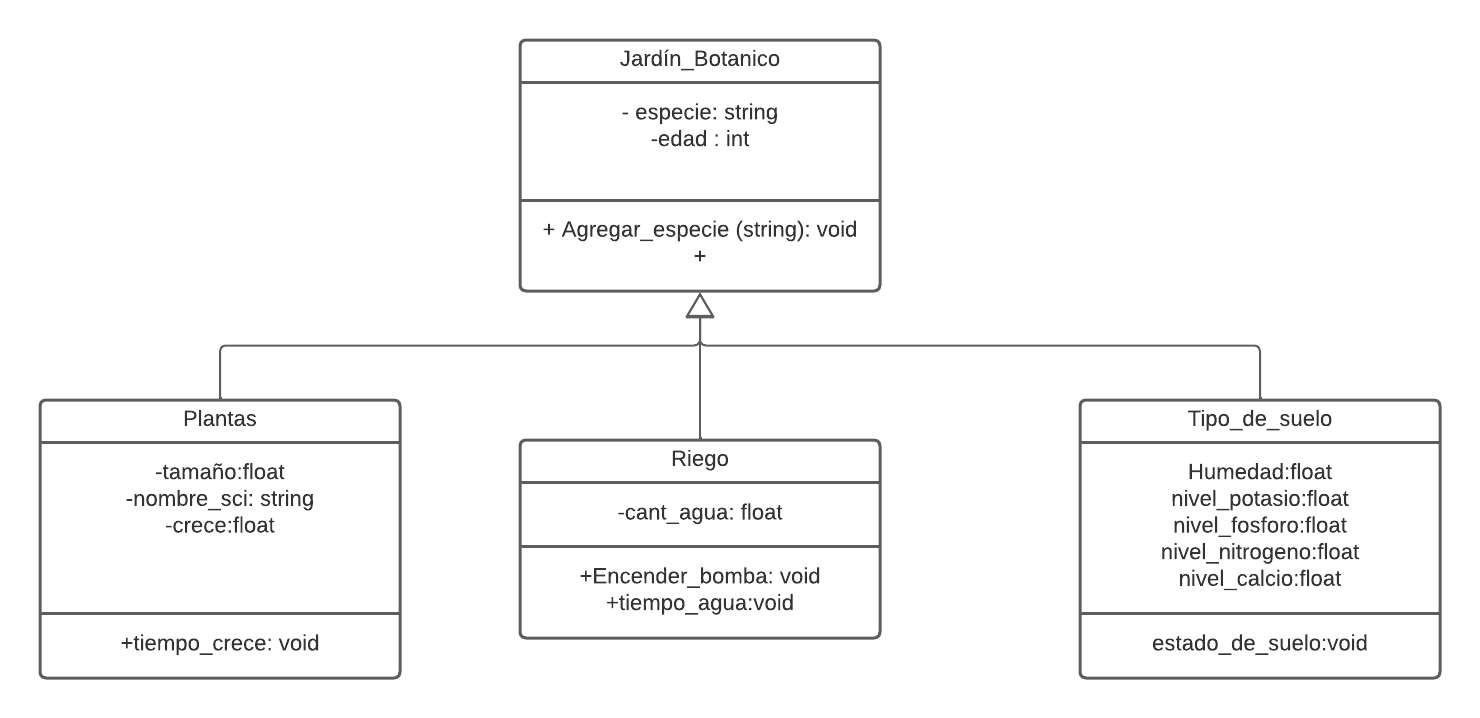 Jardín_Botanico
- especie: string
-edad : int
+ Agregar_especie (string): void
+
Plantas
-tamaño:float
-nombre_sci: string
-crece:float
+tiempo_crece: void
Riego
-cant_agua: float
+Encender_bomba: void
+tiempo_agua:void
Tipo_de_suelo
Humedad:float
nivel_potasio:float
nivel_fosforo:float
nivel_nitrogeno:float
nivel_calcio:float
estado_de_suelo:void